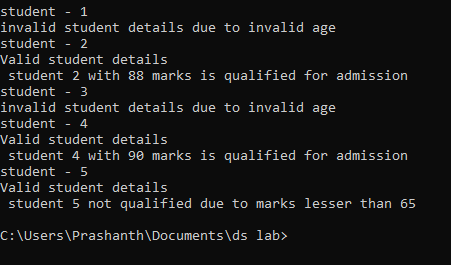 student - 1
invalid student details due to invalid age
student - 2
Valid student details
 student 2 with 88 marks is qualified for admission
student - 3
invalid student details due to invalid age
student - 4
Valid student details
 student 4 with 90 marks is qualified for admission
student - 5
Valid student details
 student 5 not qualified due to marks lesser than 65
C:\Users\Prashanth\Documents\ds lab>